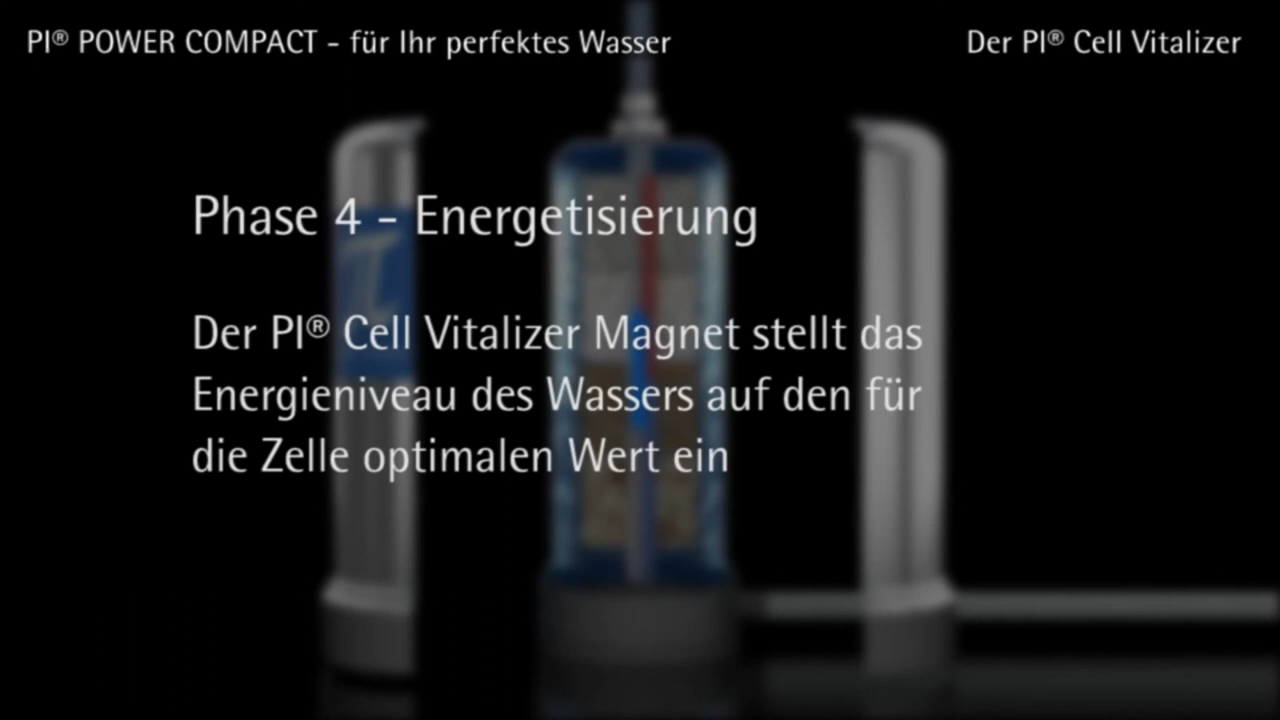 PI® POWER COMPACT - für Ihr perfektes Wasser
Der PI® Cell Vitalizer
Phase 4 - Energetisierung
Der PI® Cell Vitalizer Magnet stellt das
Energieniveau des Wassers auf den für
die Zelle optimalen Wert ein